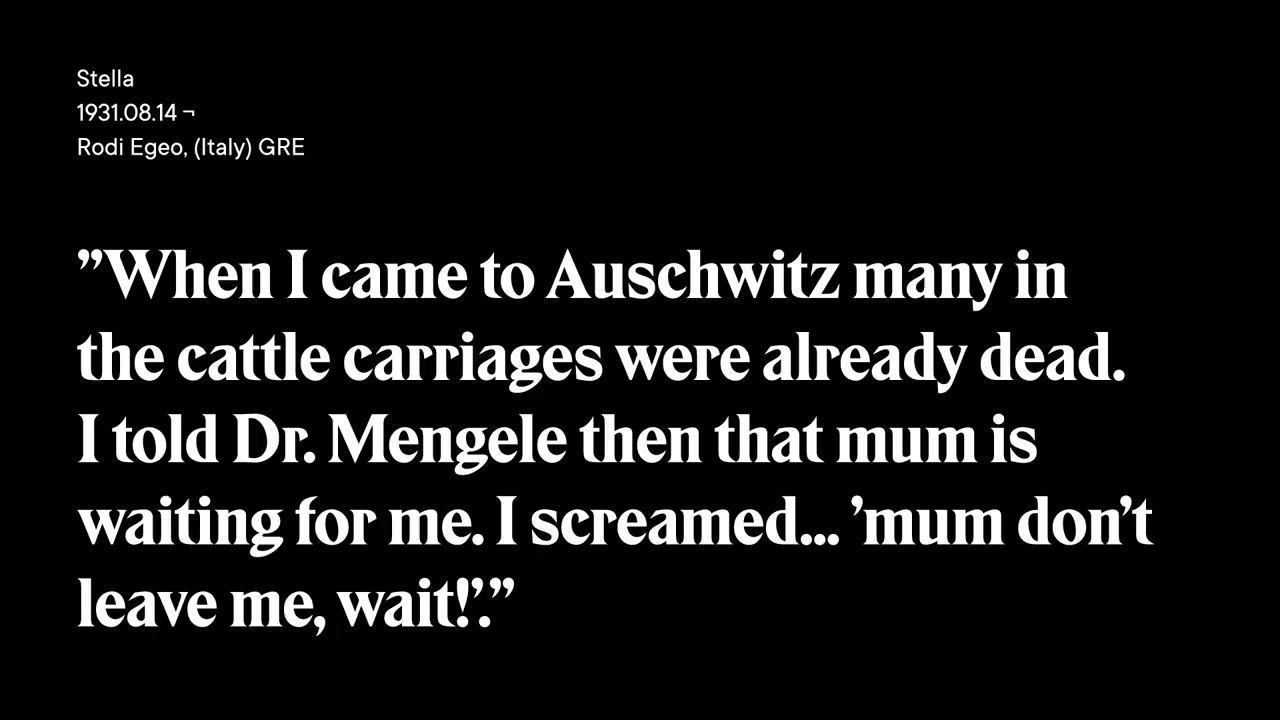 Stella
1931.08.14 ¬
Rodi Egeo, (Italy) GRE
”When I came to Auschwitz many in
the cattle carriages were already dead.
I told Dr. Mengele then that mum is
waiting for me. I screamed... ’mum don’t
leave me, wait!’.”